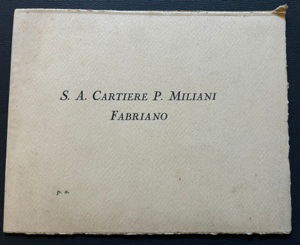 S. A. CARTIERE P. MILIANI
FABRIANO
p. a.